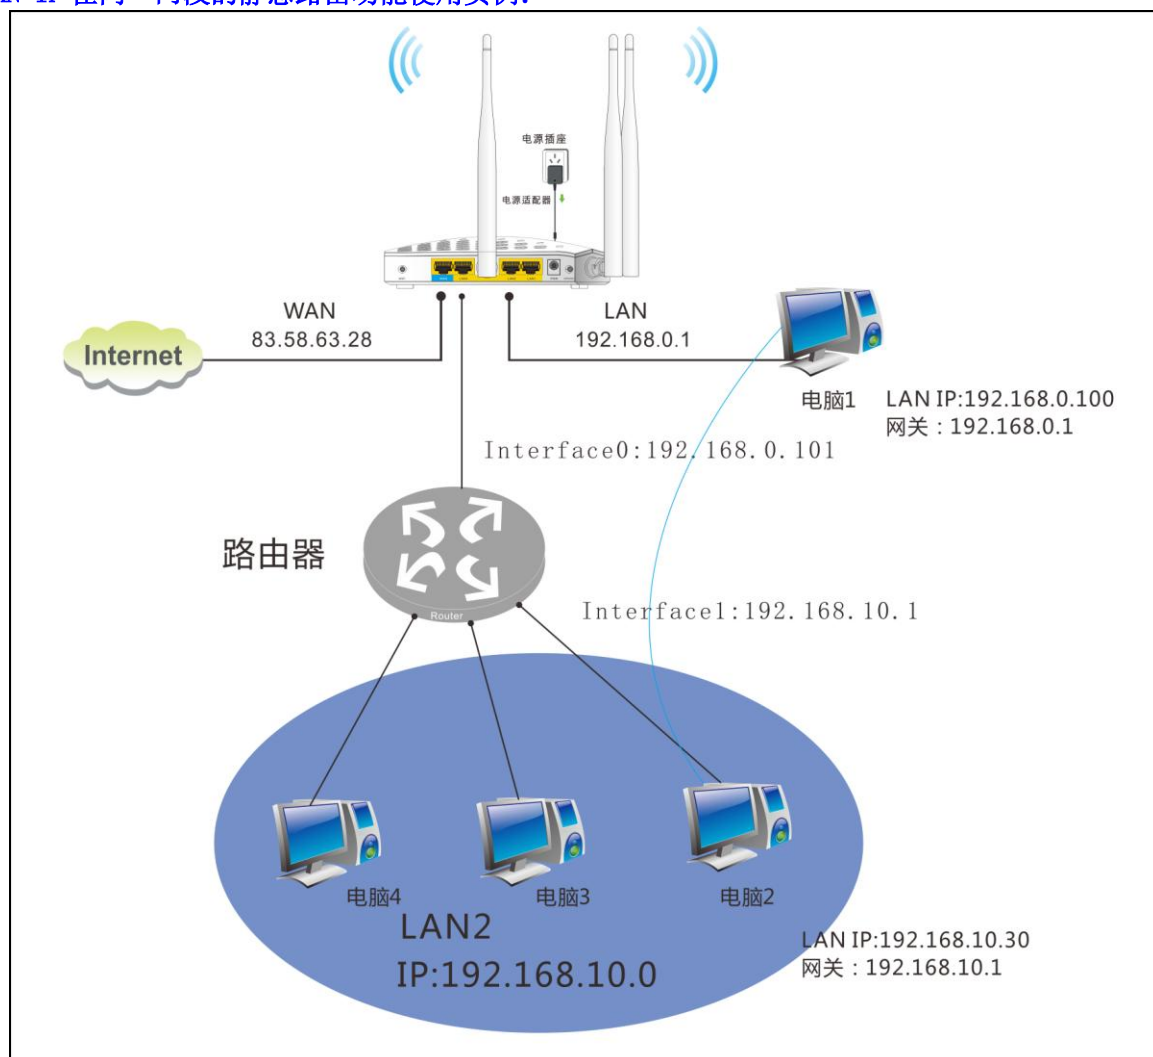 电源插座
电源适配器
WAN
83.58.63.28
LAN
192.168.0.1
Internet
电脑1
LAN IP:192.168.0.100
网关：192.168.0.1
Interface0:192.168.0.101
路由器
Router
Interface1:192.168.10.1
电脑4
电脑3
电脑2
LAN2
IP:192.168.10.0
LAN IP:192.168.10.30
网关：192.168.10.1